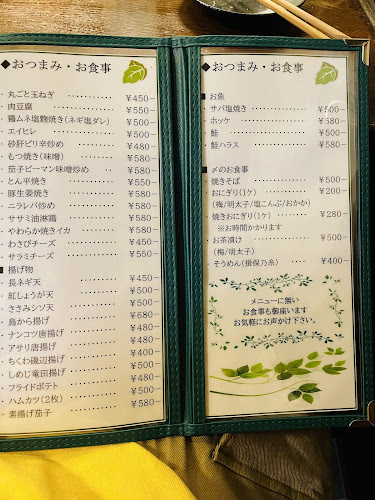 ◆おつまみ・お食事
・丸ごと玉ねぎ ・・・・・・・・・ ¥450−
・肉豆腐 ・・・・・・・・・ ¥550−
・鶏ムネ塩麹焼き(ネギ塩ダレ) ¥500−
・エイヒレ ・・・・・・・・・ ¥500−
・砂肝ピリ辛炒め ・・・・・・・ ¥480−
・もつ焼き(味噌) ・・・・・・ ¥580−
・茄子ピーマン味噌炒め ・・ ¥550−
・とん平焼き ・・・・・・・・・ ¥550−
・豚生姜焼き ・・・・・・・・・ ¥580−
・ニラレバ炒め ・・・・・・・・ ¥580−
・ササミ油淋鶏 ・・・・・・・・ ¥580−
・やわらか焼イカ ・・・・・・・ ¥580−
・わさびチーズ ・・・・・・・・ ¥450−
・サラミチーズ ・・・・・・・・ ¥550−
■揚げ物
・長ネギ天 ・・・・・・・・・ ¥450−
・紅しょうが天 ・・・・・・・・ ¥500−
・ささみシソ天 ・・・・・・・・ ¥500−
・鳥から揚げ ・・・・・・・・・ ¥680−
・ナンコツ唐揚げ ・・・・・・・ ¥480−
・アサリ唐揚げ ・・・・・・・・ ¥480−
・ちくわ磯辺揚げ ・・・・・・・ ¥400−
・しめじ竜田揚げ ・・・・・・・ ¥480−
・フライドポテト ・・・・・・・ ¥500−
・ハムカツ(2枚) ・・・・・・・ ¥500−
・素揚げ茄子 ・・・・・・・・・ ¥580−
◆おつまみ・お食事
■お魚
・サバ塩焼き ・・・・・・・・・
・ホッケ ・・・・・・・・・ ¥580−
・鮭 ・・・・・・・・・ ¥500−
・鮭ハラス ・・・・・・・・・ ¥580−
■〆のお食事
・焼きそば ・・・・・・・・・ ¥500−
・おにぎり(1ケ) ・・・・・・ ¥200−
(梅/明太子/塩こんぶ/おかか)
・焼きおにぎり(1ケ) ・・・・ ¥280−
※お時間かかります
・お茶漬け ・・・・・・・・・ ¥500−
(梅/明太子)
・そうめん(揖保乃糸) ・・・ ¥400−
メニューに無い
お食事も御座います
お気軽にお声かけ下さい。